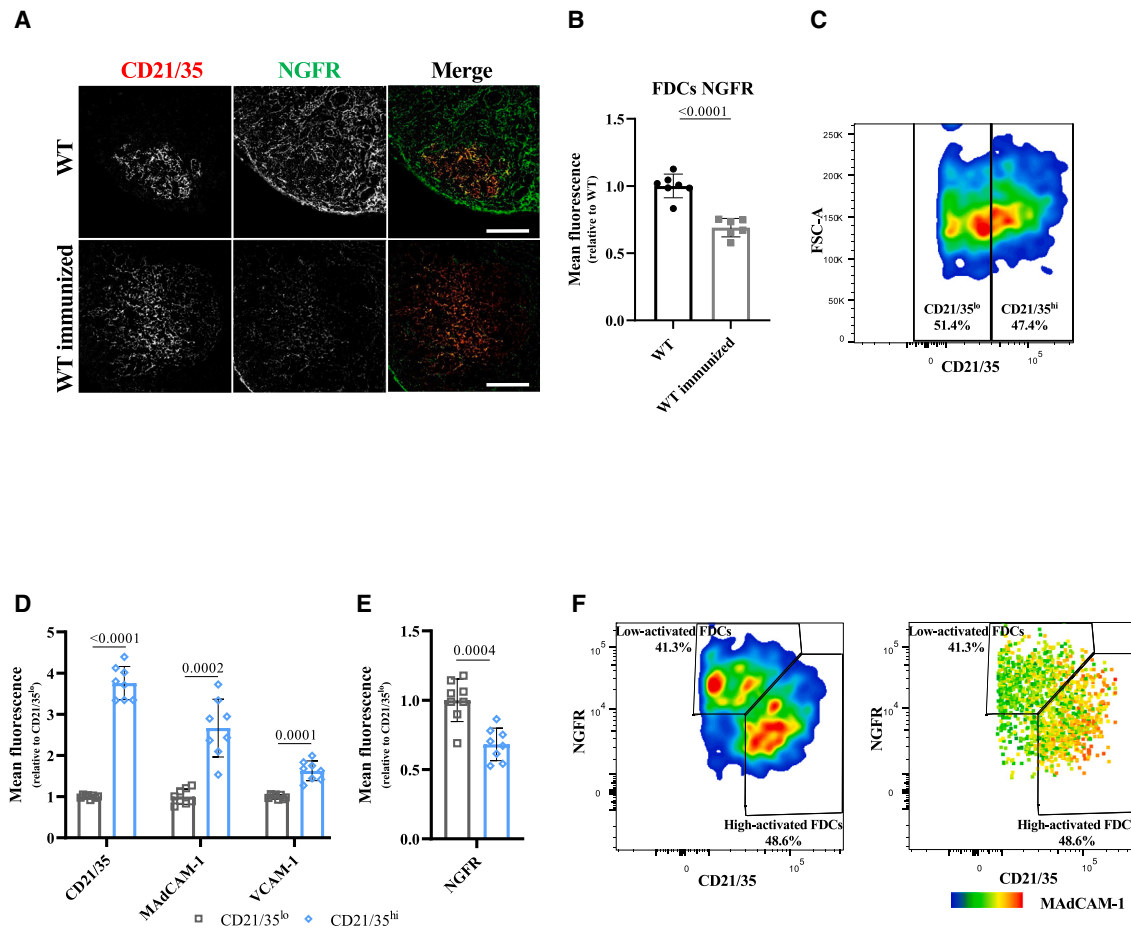 A
CD21/35
NGFR
Merge
WT
WT immunized
B
FDCs NGFR
<0.0001
Mean fluorescence
(relative to WT)
1.5
1.0
0.5
0.0
WT
WT immunized
C
FSC-A
250K
200K
150K
100K
50K
0
CD21/35lo
51.4%
CD21/35hi
47.4%
0
10^5
CD21/35
D
Mean fluorescence
(relative to CD21/35lo)
5
4
3
2
1
0
<0.0001
0.0002
0.0001
CD21/35
MAdCAM-1
VCAM-1
CD21/35lo
CD21/35hi
E
Mean fluorescence
(relative to CD21/35lo)
1.5
1.0
0.5
0.0
0.0004
NGFR
F
NGFR
10^5
10^4
0
Low-activated FDCs
41.3%
High-activated FDCs
48.6%
0
10^5
CD21/35
NGFR
10^5
10^4
0
Low-activated FDCs
41.3%
High-activated FDCs
48.6%
0
10^5
CD21/35
MAdCAM-1